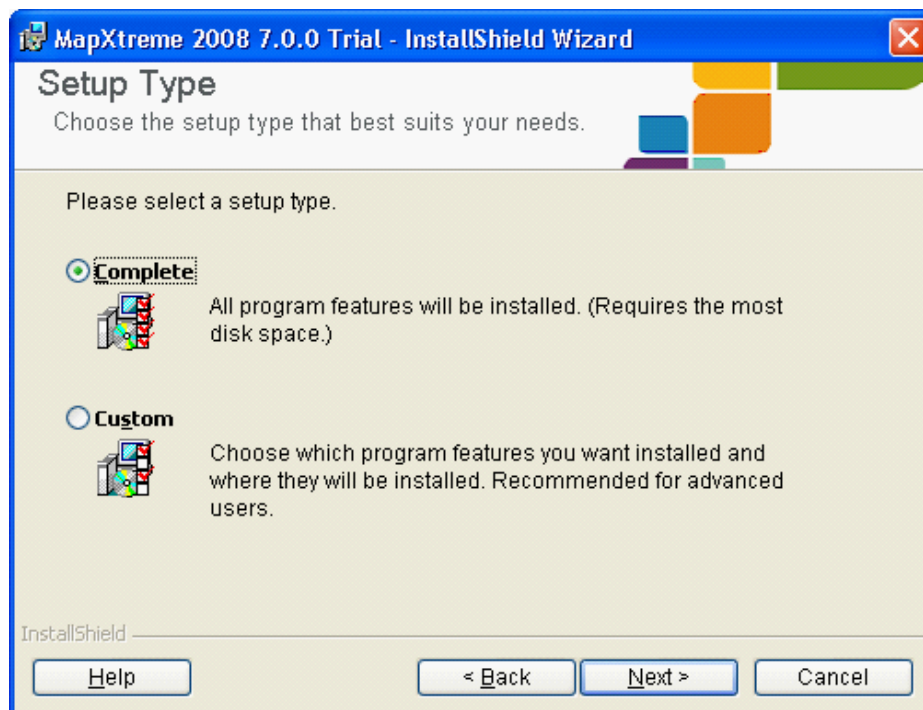 MapXtreme 2008 7.0.0 Trial - InstallShield Wizard
Setup Type
Choose the setup type that best suits your needs.
Please select a setup type.
Complete
All program features will be installed. (Requires the most
disk space.)
Custom
Choose which program features you want installed and
where they will be installed. Recommended for advanced
users.
InstallShield
Help
< Back
Next >
Cancel